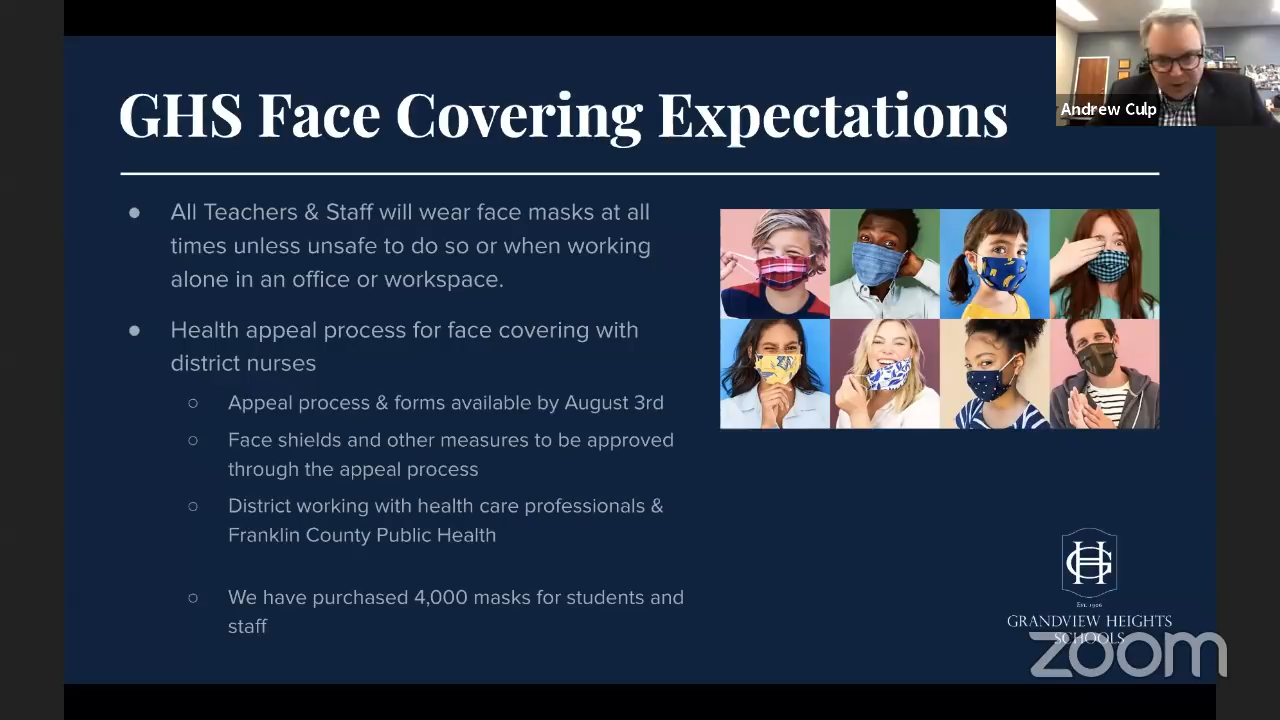 GHS Face Covering Expectations
Andrew Culp
● All Teachers & Staff will wear face masks at all
times unless unsafe to do so or when working
alone in an office or workspace.
● Health appeal process for face covering with
district nurses
○ Appeal process & forms available by August 3rd
○ Face shields and other measures to be approved
through the appeal process
○ District working with health care professionals &
Franklin County Public Health
○ We have purchased 4,000 masks for students and
staff
GH
EST. 1906
GRANDVIEW HEIGHTS
SCHOOLS
zoom